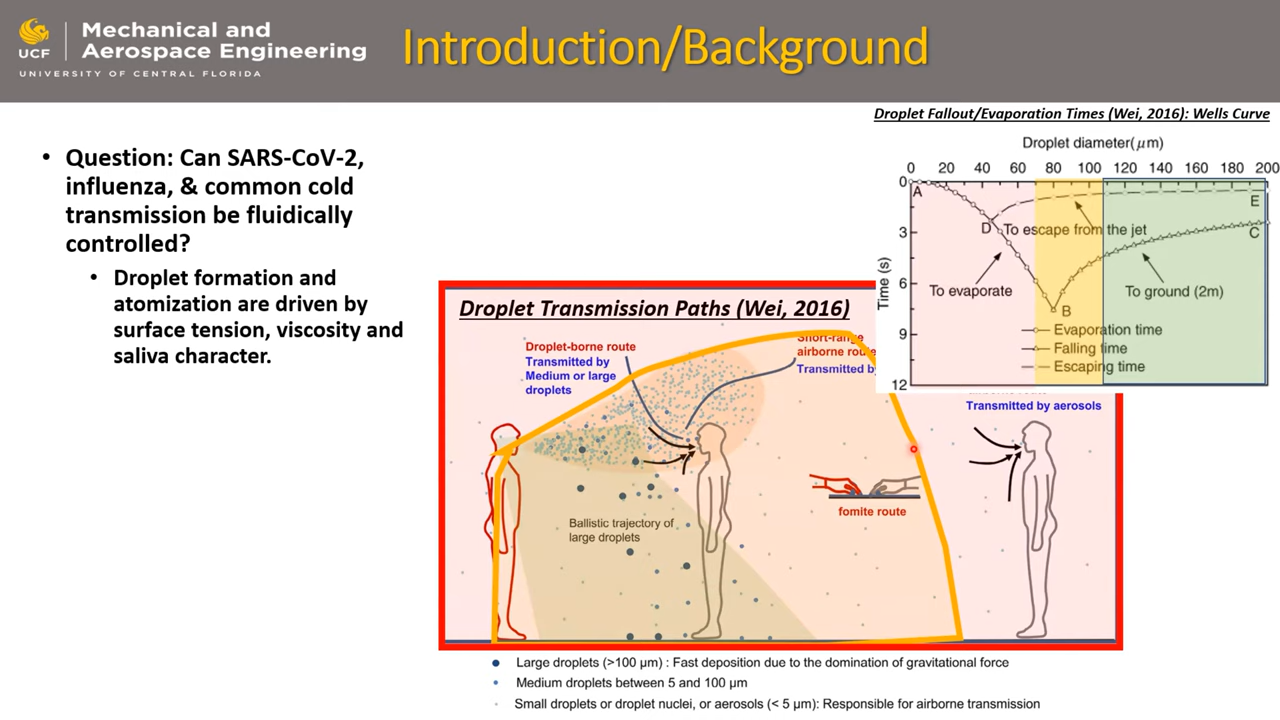 UCF
Mechanical and
Aerospace Engineering
UNIVERSITY OF CENTRAL FLORIDA
Introduction/Background
• Question: Can SARS-CoV-2,
influenza, & common cold
transmission be fluidically
controlled?
• Droplet formation and
atomization are driven by
surface tension, viscosity and
saliva character.
Droplet Fallout/Evaporation Times (Wei, 2016): Wells Curve
Droplet diameter(μm)
0 20 40 60 80 100 120 140 160 180 200
0
3
6
9
12
Time (s)
A
D
B
E
C
To escape from the jet
To evaporate
To ground (2m)
Evaporation time
Falling time
Escaping time
Droplet Transmission Paths (Wei, 2016)
Droplet-borne route
Transmitted by
Medium or large
droplets
Short-range
airborne route
Transmitted by
Transmitted by aerosols
fomite route
Ballistic trajectory of
large droplets
Large droplets (>100 μm) : Fast deposition due to the domination of gravitational force
Medium droplets between 5 and 100 μm
Small droplets or droplet nuclei, or aerosols (< 5 μm): Responsible for airborne transmission